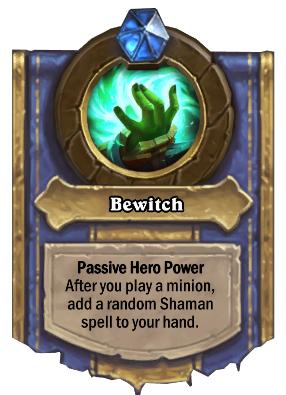 Bewitch
Passive Hero Power
After you play a minion,
add a random Shaman
spell to your hand.